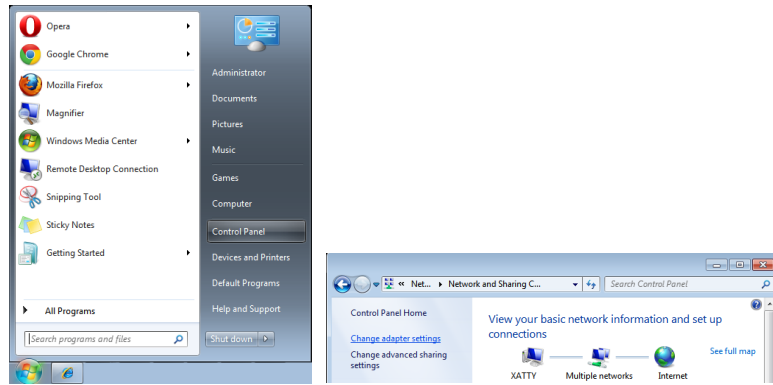 Opera
Google Chrome
Mozilla Firefox
Magnifier
Windows Media Center
Remote Desktop Connection
Snipping Tool
Sticky Notes
Getting Started
All Programs
Search programs and files
Administrator
Documents
Pictures
Music
Games
Computer
Control Panel
Devices and Printers
Default Programs
Help and Support
Shut down
« Net... Network and Sharing C...
Search Control Panel
Control Panel Home
Change adapter settings
Change advanced sharing
settings
View your basic network information and set up
connections
See full map
XATTY Multiple networks Internet